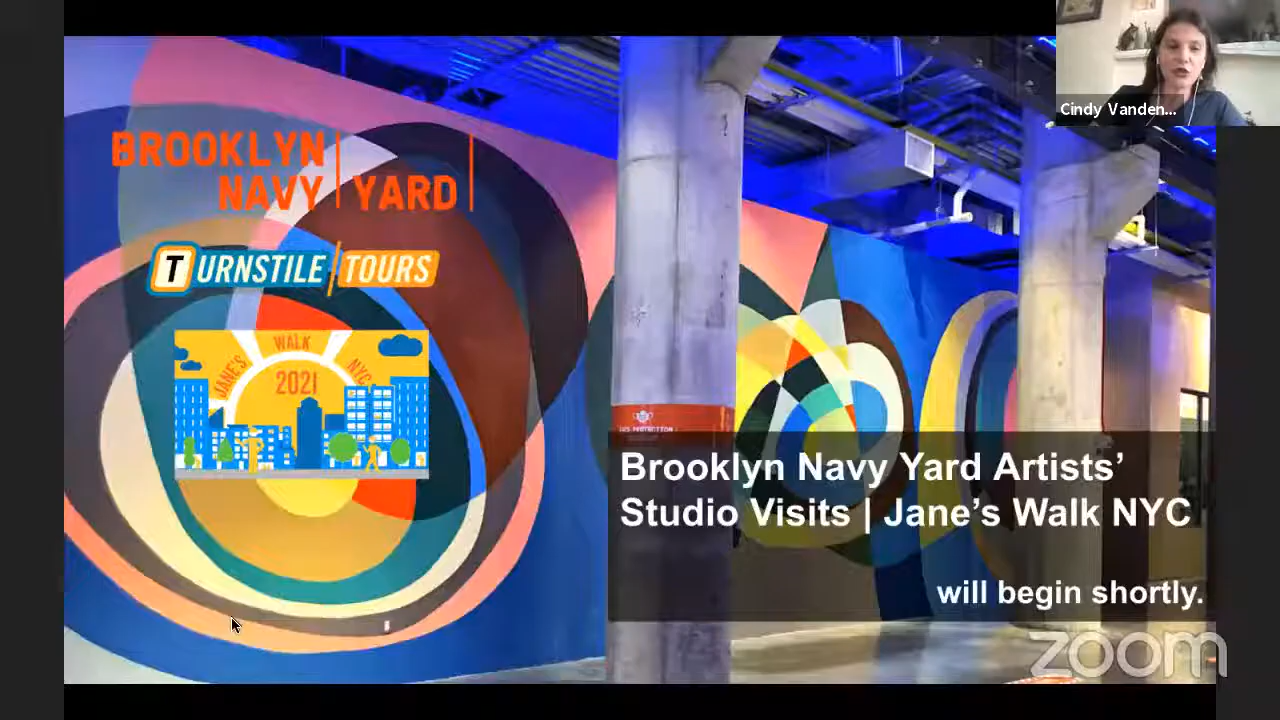 Cindy Vanden...
BROOKLYN
NAVY YARD
TURNSTILE TOURS
JANE'S WALK NYC
2021
Brooklyn Navy Yard Artists’
Studio Visits | Jane’s Walk NYC
will begin shortly.
zoom